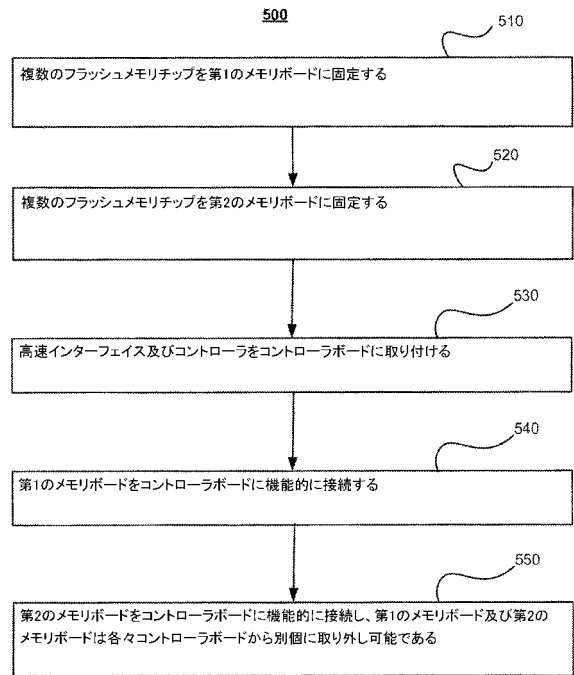 500
510
複数のフラッシュメモリチップを第1のメモリボードに固定する
520
複数のフラッシュメモリチップを第2のメモリボードに固定する
530
高速インターフェイス及びコントローラをコントローラボードに取り付ける
540
第1のメモリボードをコントローラボードに機能的に接続する
550
第2のメモリボードをコントローラボードに機能的に接続し、第1のメモリボード及び第2の
メモリボードは各々コントローラボードから別個に取り外し可能である